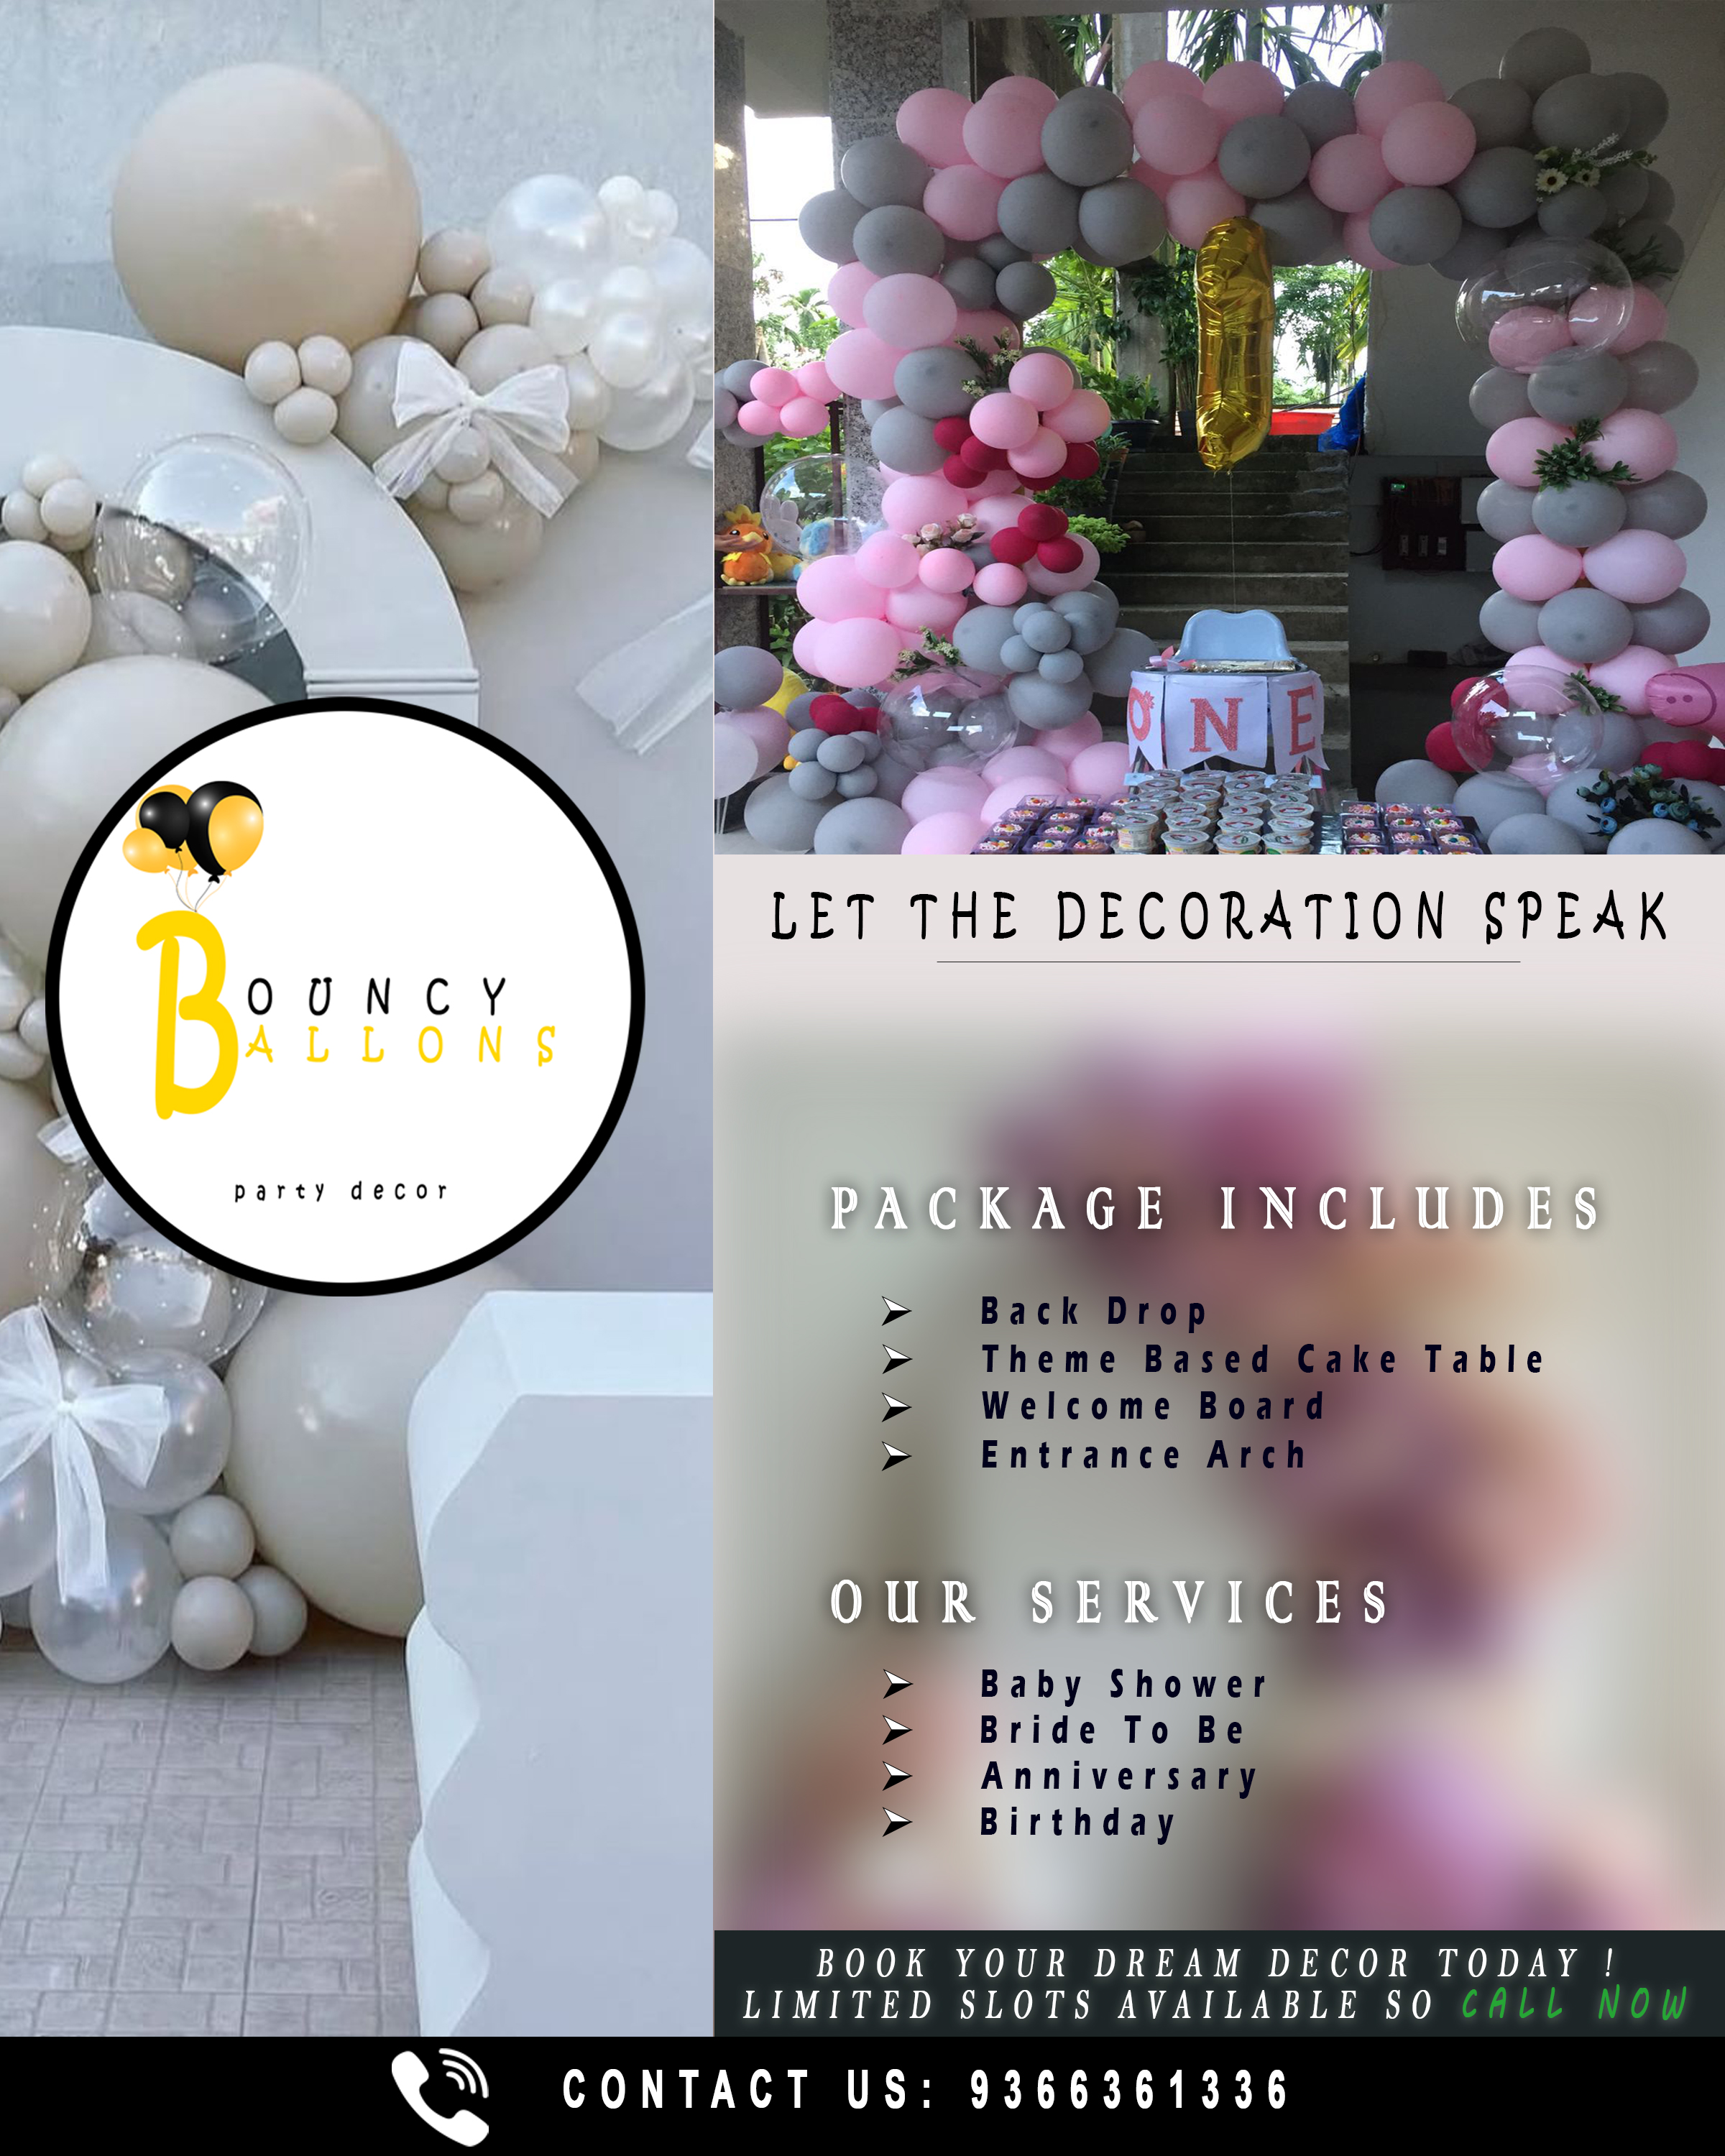 ONE
LET THE DECORATION SPEAK
BOUNCY
BALLONS
party decor
PACKAGE INCLUDES
Back Drop
Theme Based Cake Table
Welcome Board
Entrance Arch
OUR SERVICES
Baby Shower
Bride To Be
Anniversary
Birthday
BOOK YOUR DREAM DECOR TODAY !
LIMITED SLOTS AVAILABLE SO CALL NOW
CONTACT US: 9366361336